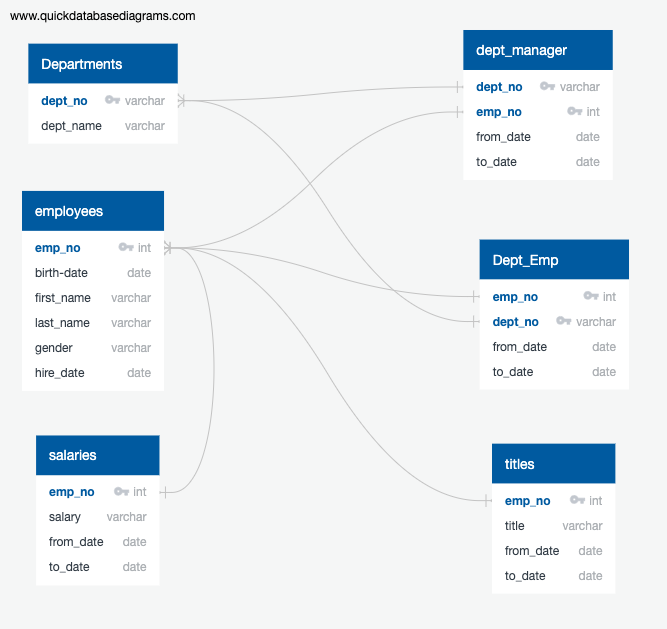 www.quickdatabasediagrams.com
Departments
dept_no varchar
dept_name varchar
dept_manager
dept_no varchar
emp_no int
from_date date
to_date date
employees
emp_no int
birth-date date
first_name varchar
last_name varchar
gender varchar
hire_date date
Dept_Emp
emp_no int
dept_no varchar
from_date date
to_date date
salaries
emp_no int
salary varchar
from_date date
to_date date
titles
emp_no int
title varchar
from_date date
to_date date